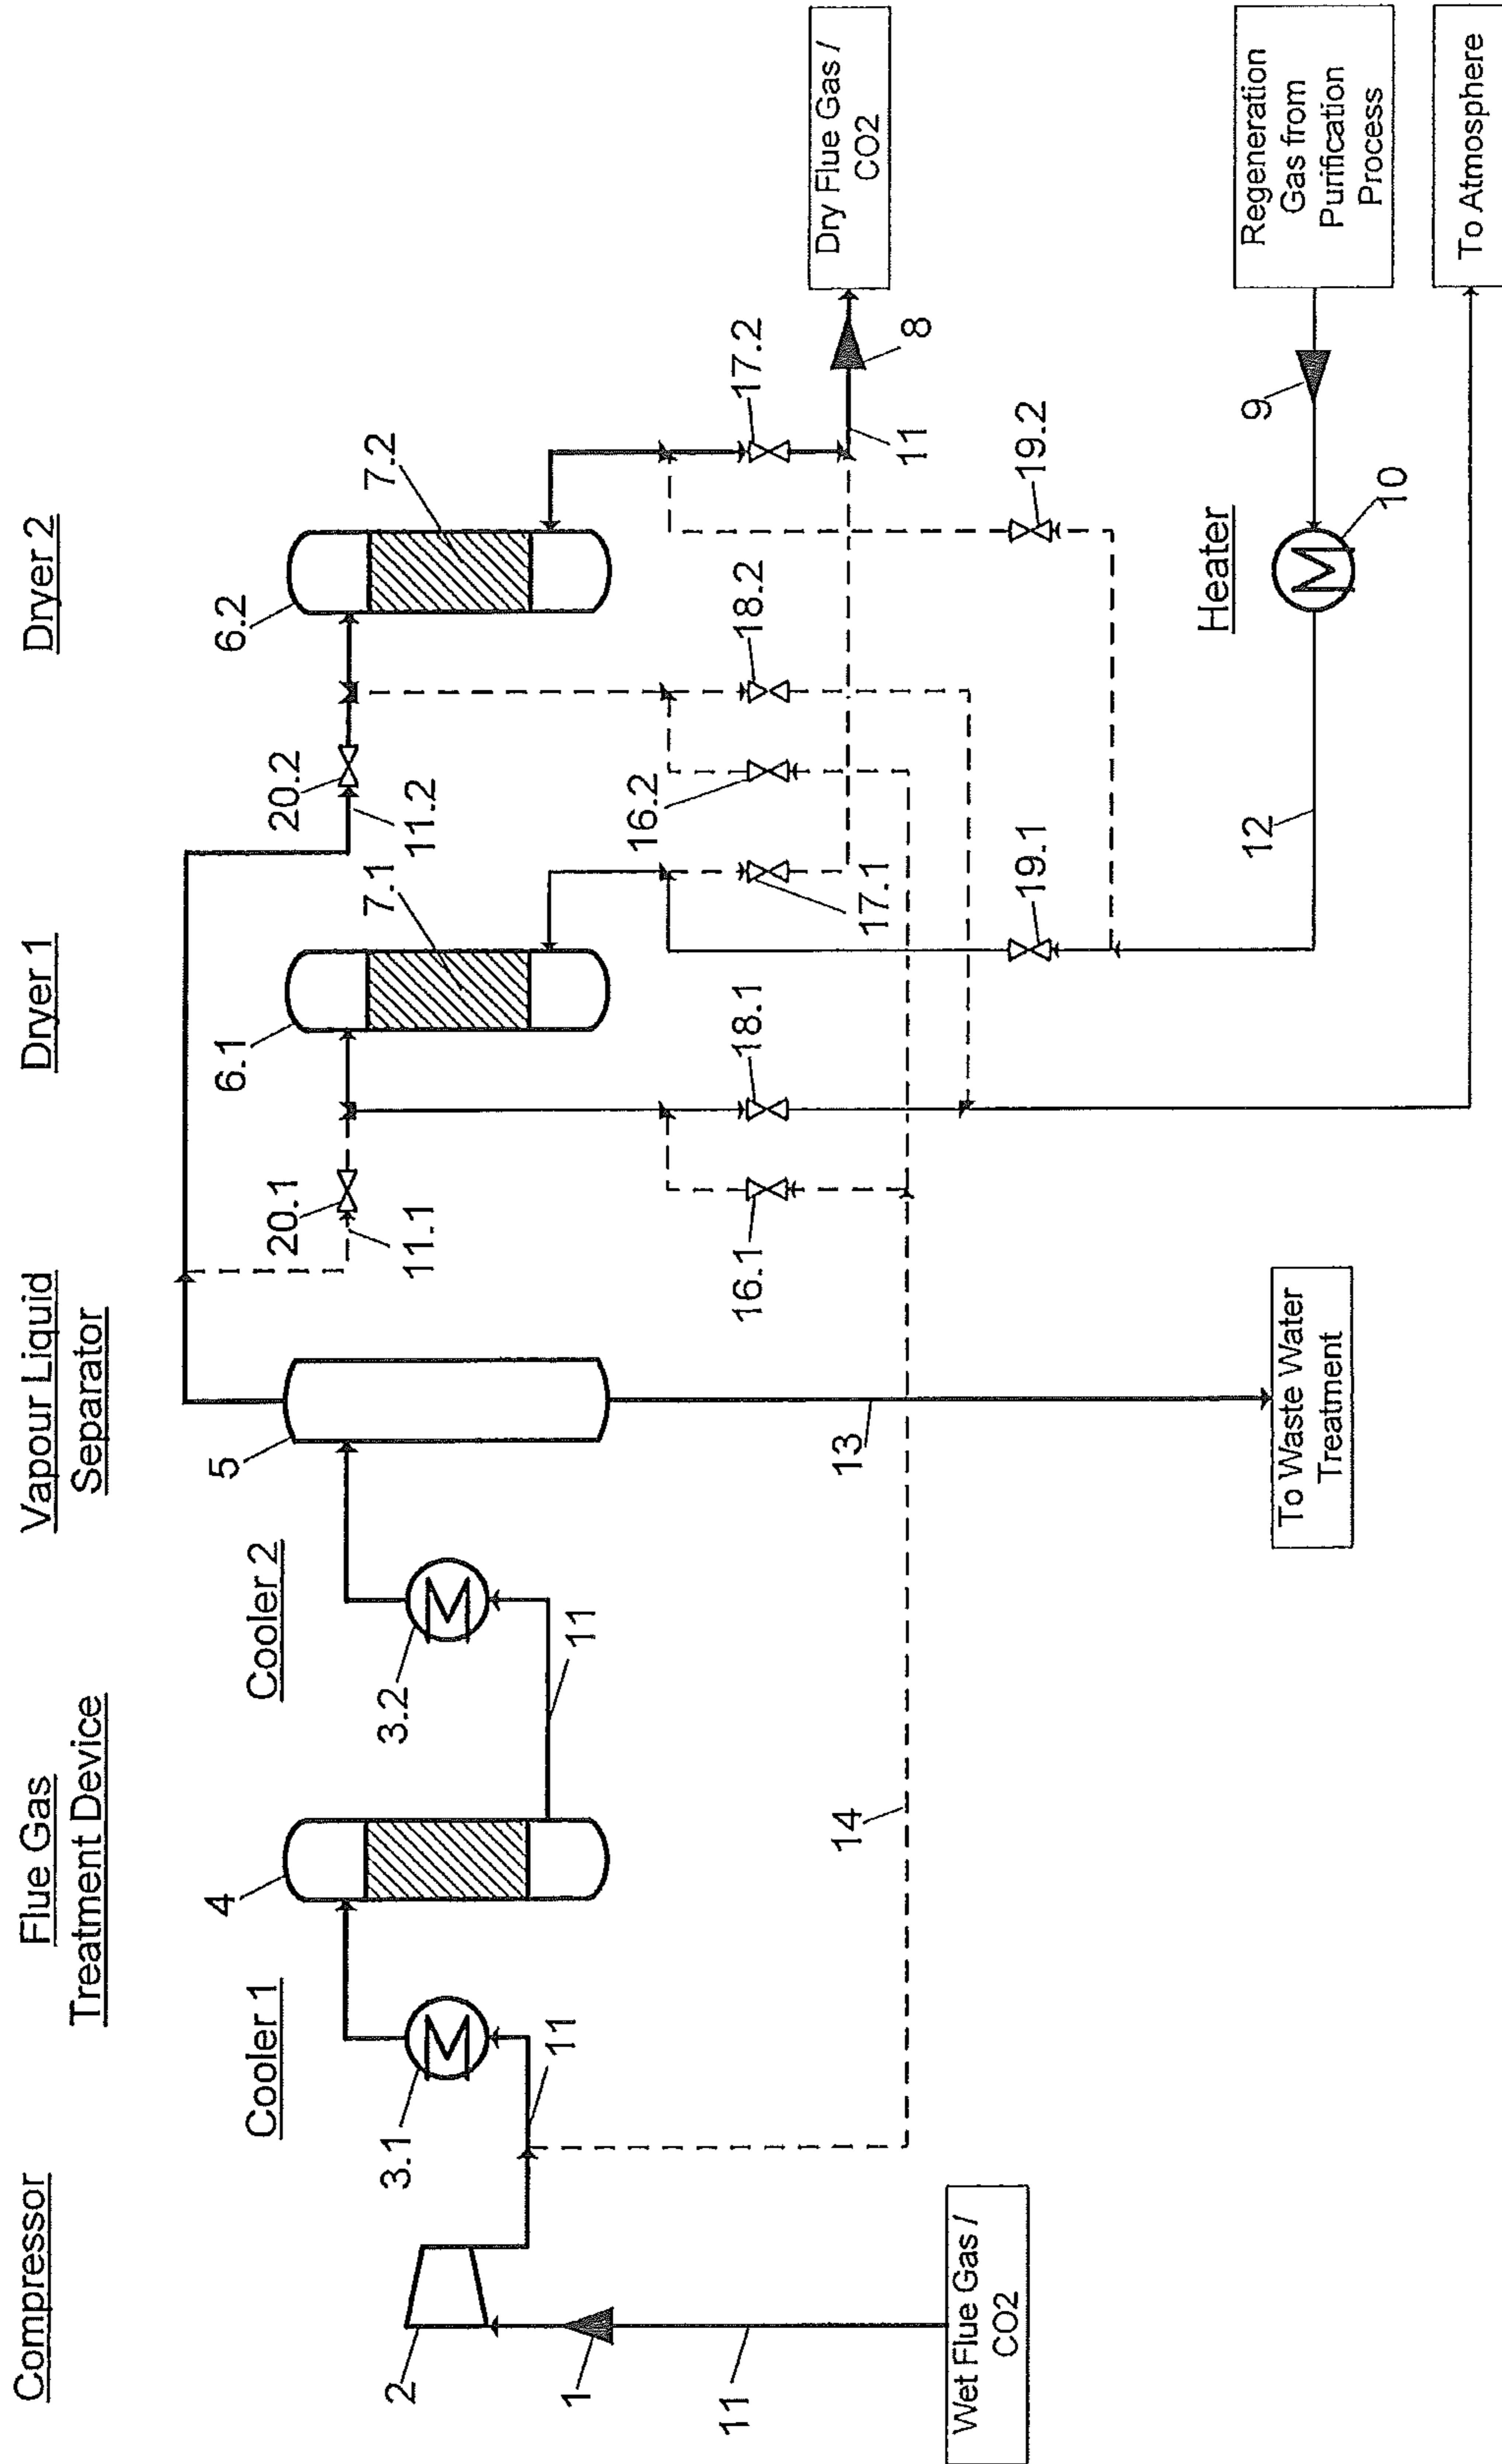 Compressor
Flue Gas
Treatment Device
Vapour Liquid
Separator
Dryer 1
Dryer 2
Cooler 1
Cooler 2
2
3.1
4
3.2
5
20.1
11.1
6.1
7.1
20.2
11.2
6.2
7.2
1
11
11
11
14
13
16.1
18.1
17.1
16.2
18.2
17.2
11
8
19.1
19.2
12
Heater
10
9
Wet Flue Gas /
CO2
To Waste Water
Treatment
Dry Flue Gas /
CO2
Regeneration
Gas from
Purification
Process
To Atmosphere